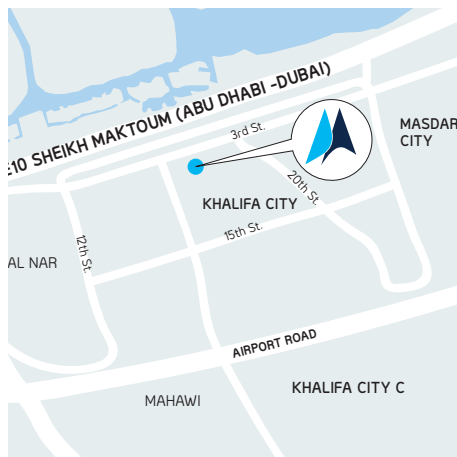 E10 SHEIKH MAKTOUM (ABU DHABI -DUBAI)
3rd St.
MASDAR
CITY
20th St.
KHALIFA CITY
15th St.
12th St.
AL NAR
AIRPORT ROAD
KHALIFA CITY C
MAHAWI